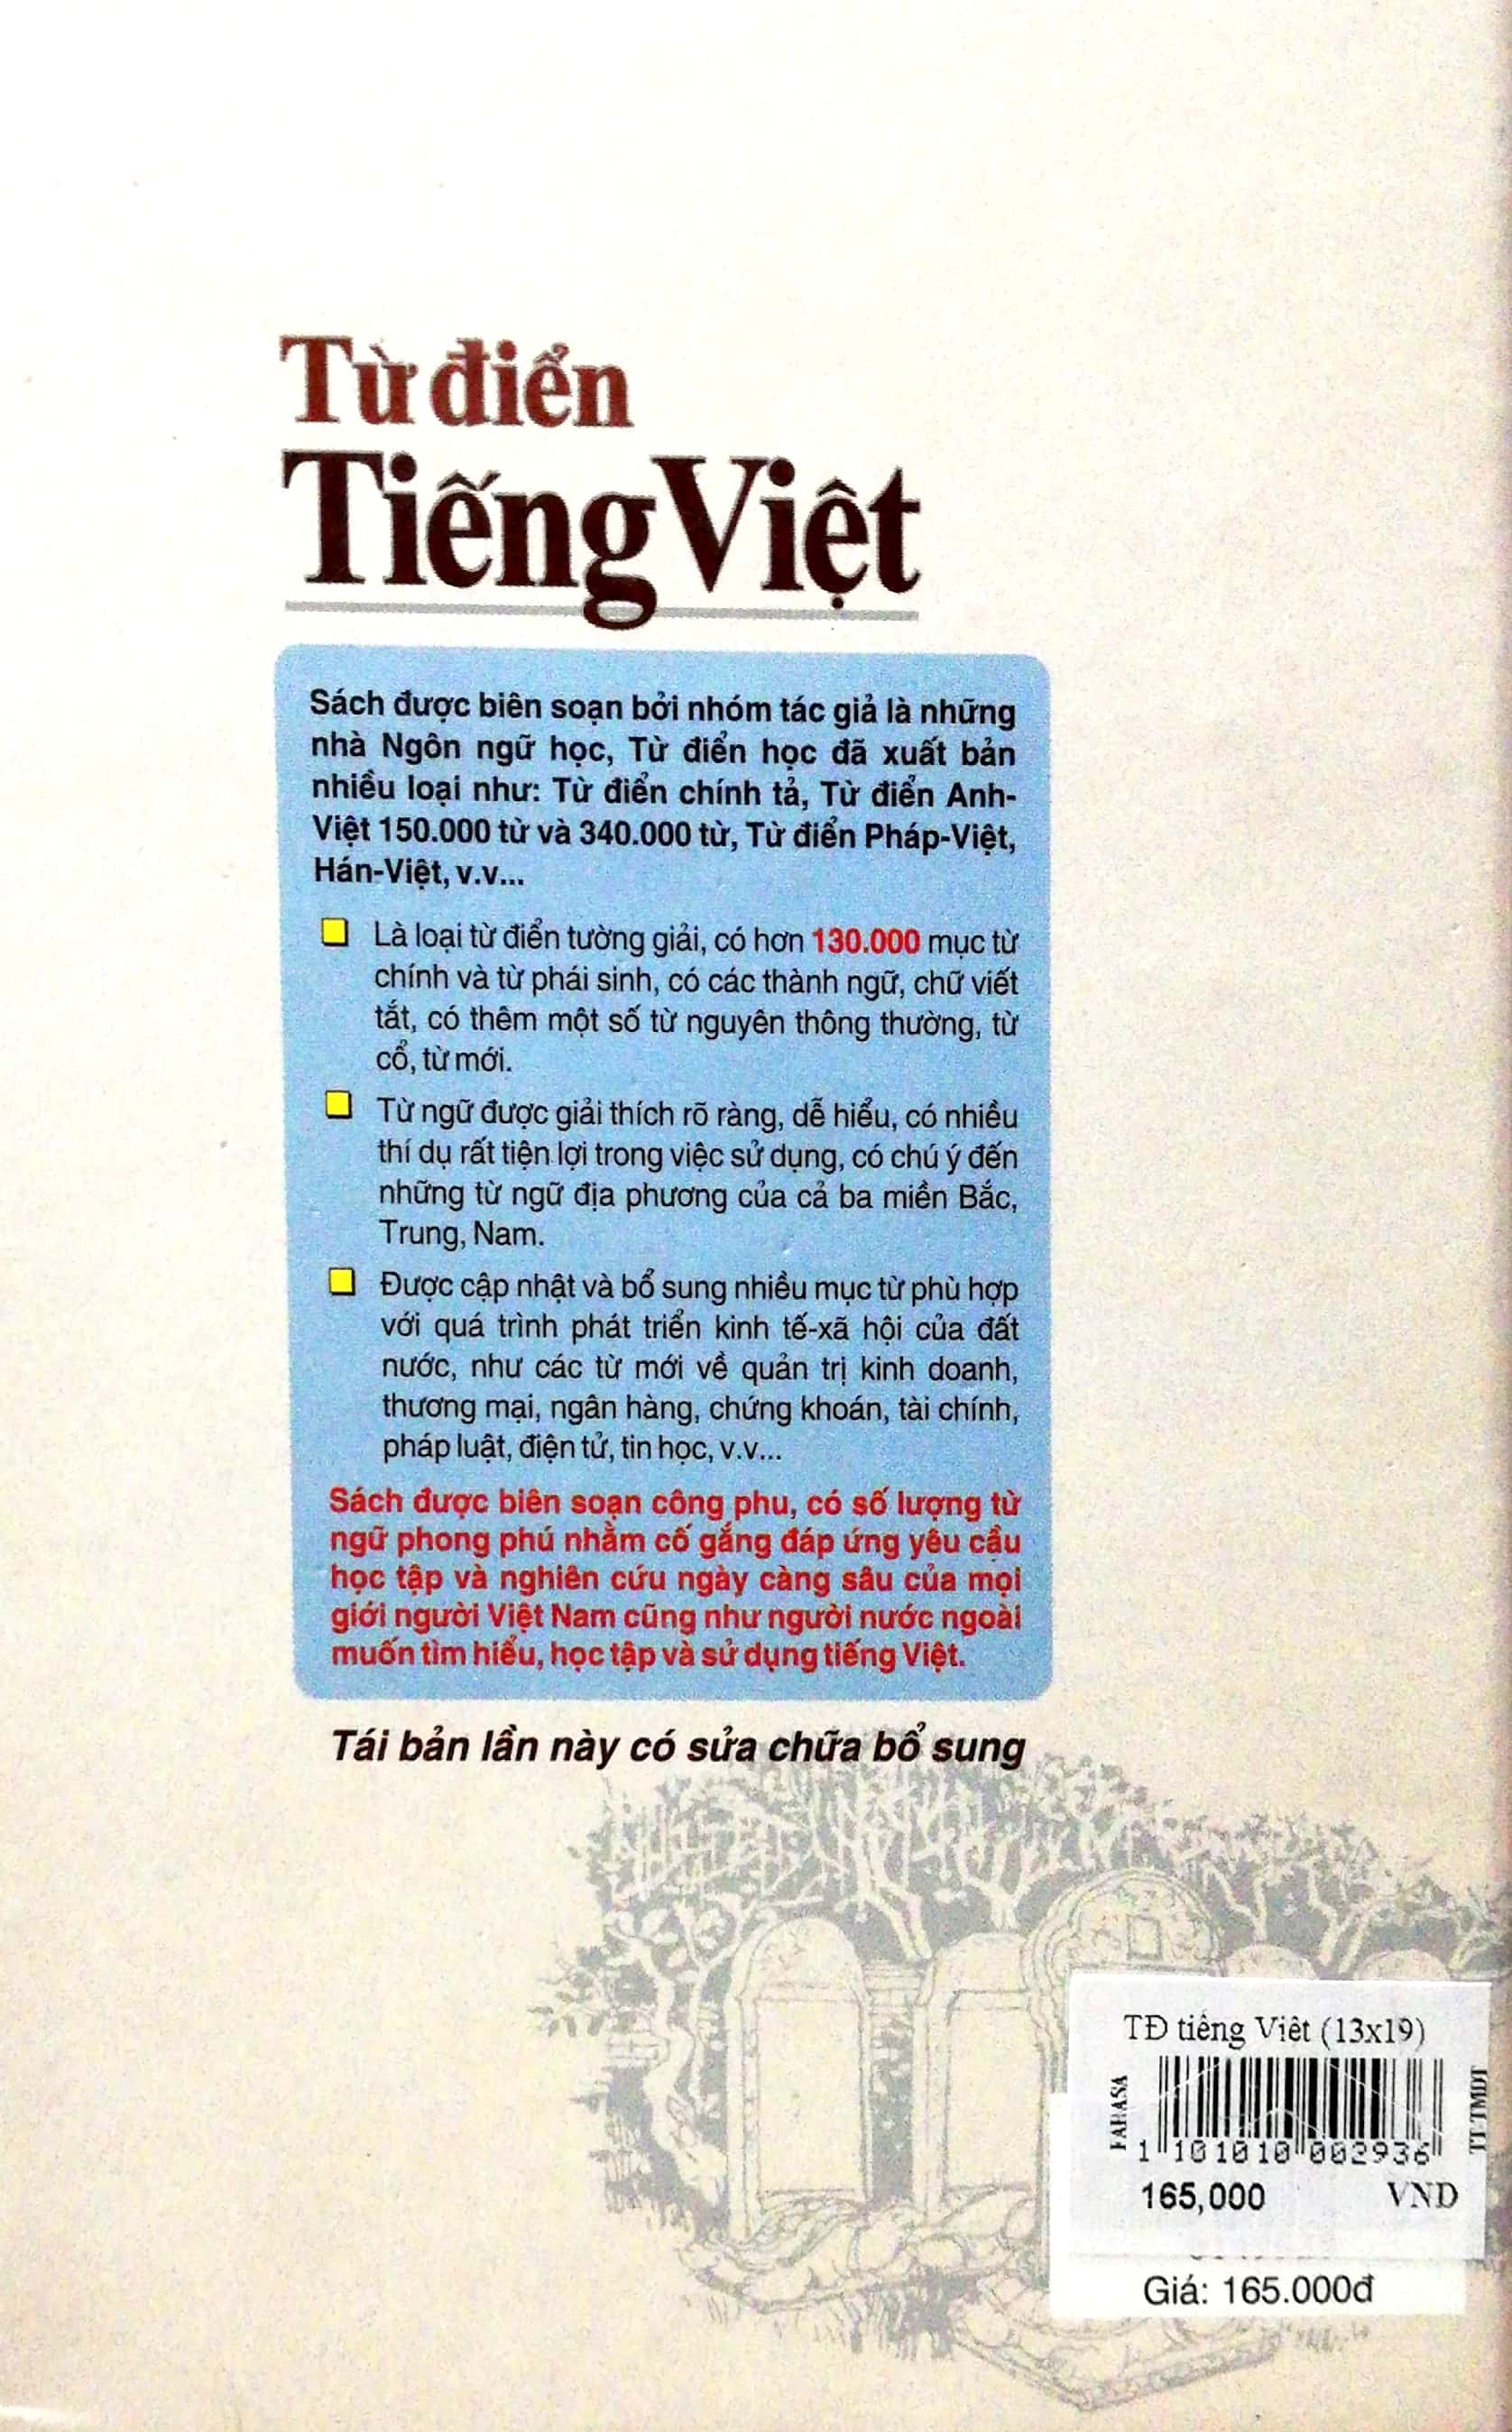 Từ điển
Tiếng Việt
Sách được biên soạn bởi nhóm tác giả là những
nhà Ngôn ngữ học, Từ điển học đã xuất bản
nhiều loại như: Từ điển chính tả, Từ điển Anh-
Việt 150.000 từ và 340.000 từ, Từ điển Pháp-Việt,
Hán-Việt, v.v...
Là loại từ điển tường giải, có hơn 130.000 mục từ
chính và từ phái sinh, có các thành ngữ, chữ viết
tắt, có thêm một số từ nguyên thông thường, từ
cổ, từ mới.
Từ ngữ được giải thích rõ ràng, dễ hiểu, có nhiều
thí dụ rất tiện lợi trong việc sử dụng, có chú ý đến
những từ ngữ địa phương của cả ba miền Bắc,
Trung, Nam.
Được cập nhật và bổ sung nhiều mục từ phù hợp
với quá trình phát triển kinh tế-xã hội của đất
nước, như các từ mới về quản trị kinh doanh,
thương mại, ngân hàng, chứng khoán, tài chính,
pháp luật, điện tử, tin học, v.v...
Sách được biên soạn công phu, có số lượng từ
ngữ phong phú nhằm cố gắng đáp ứng yêu cầu
học tập và nghiên cứu ngày càng sâu của mọi
giới người Việt Nam cũng như người nước ngoài
muốn tìm hiểu, học tập và sử dụng tiếng Việt.
Tái bản lần này có sửa chữa bổ sung
TĐ tiếng Việt (13x19)
FAHASA
TT TMDT
1 101010 002936
165,000 VND
Giá: 165.000đ